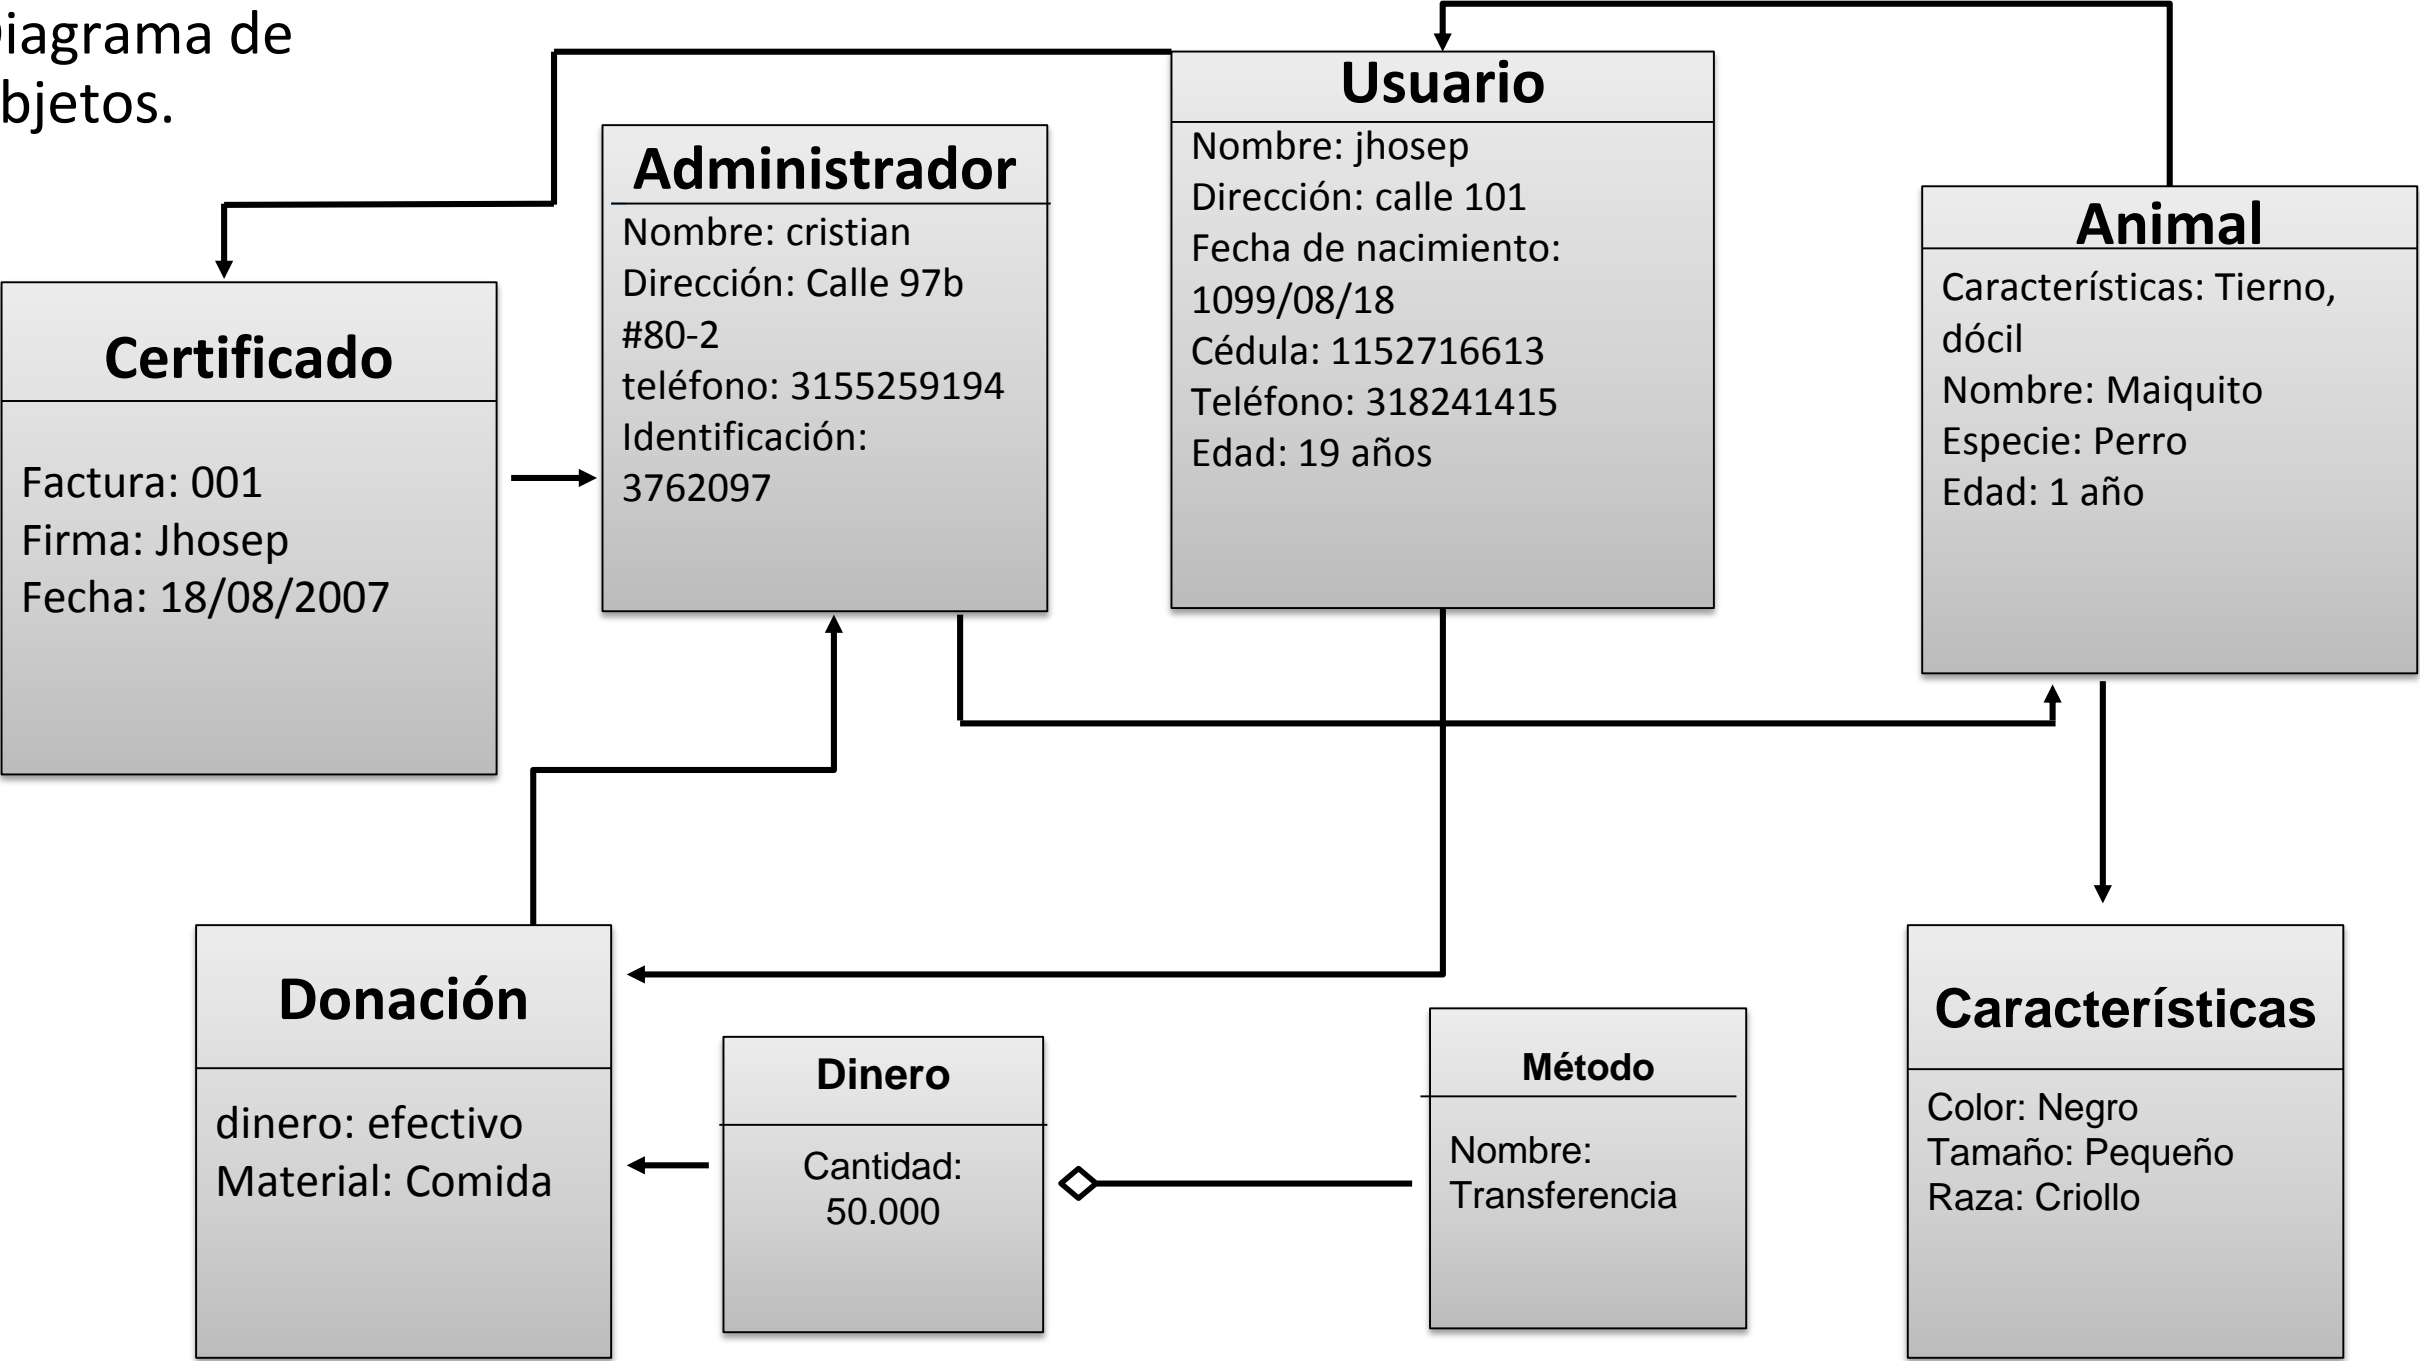 iagrama de
bjetos.
Usuario
Nombre: jhosep
Dirección: calle 101
Fecha de nacimiento:
1099/08/18
Cédula: 1152716613
Teléfono: 318241415
Edad: 19 años
Administrador
Nombre: cristian
Dirección: Calle 97b
#80-2
teléfono: 3155259194
Identificación:
3762097
Animal
Características: Tierno,
dócil
Nombre: Maiquito
Especie: Perro
Edad: 1 año
Certificado
Factura: 001
Firma: Jhosep
Fecha: 18/08/2007
Donación
dinero: efectivo
Material: Comida
Dinero
Cantidad:
50.000
Método
Nombre:
Transferencia
Características
Color: Negro
Tamaño: Pequeño
Raza: Criollo